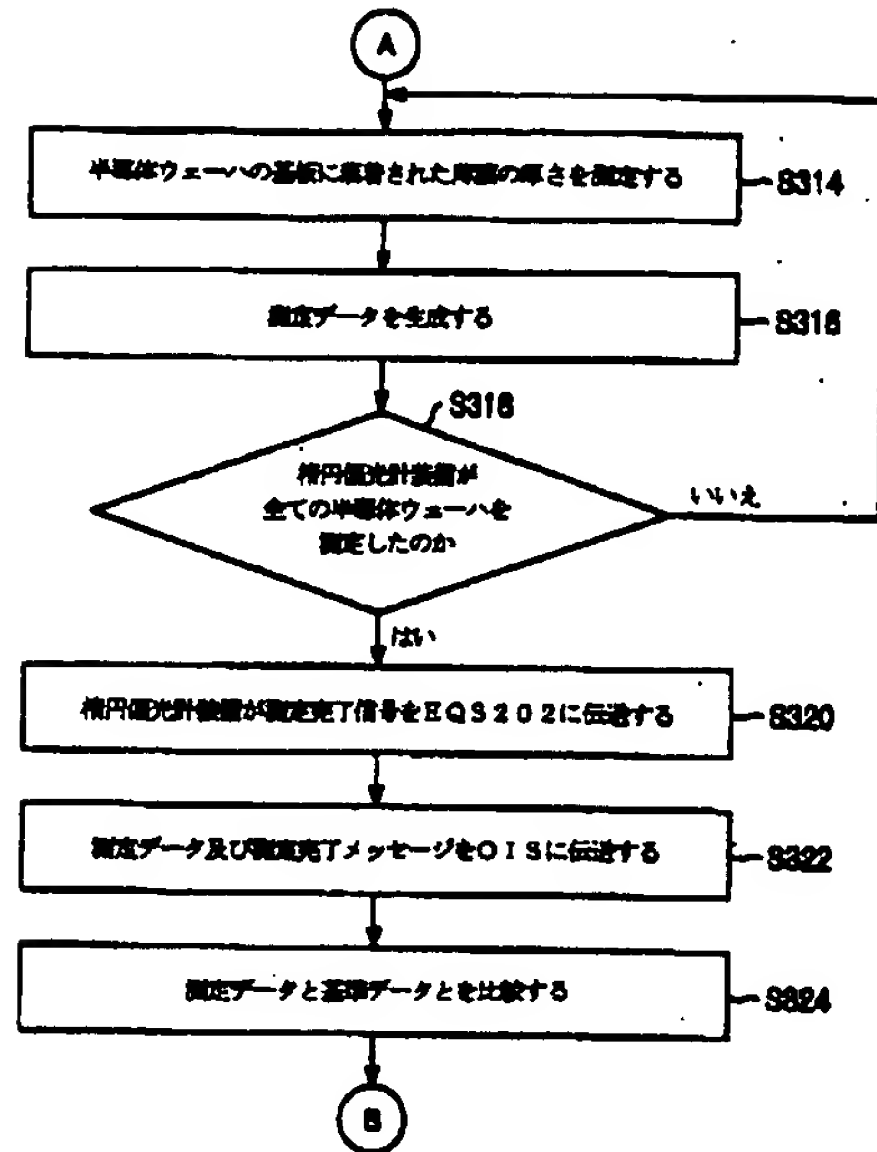 A
半導体ウェーハの基板に蒸着された薄膜の厚さを測定する
S314
測定データを生成する
S316
S318
楕円偏光計装置が
全ての半導体ウェーハを
測定したのか
いいえ
はい
楕円偏光計装置が測定完了信号をEQS202に伝送する
S320
測定データ及び測定完了メッセージをOISに伝送する
S322
測定データと基準データとを比較する
S324
B